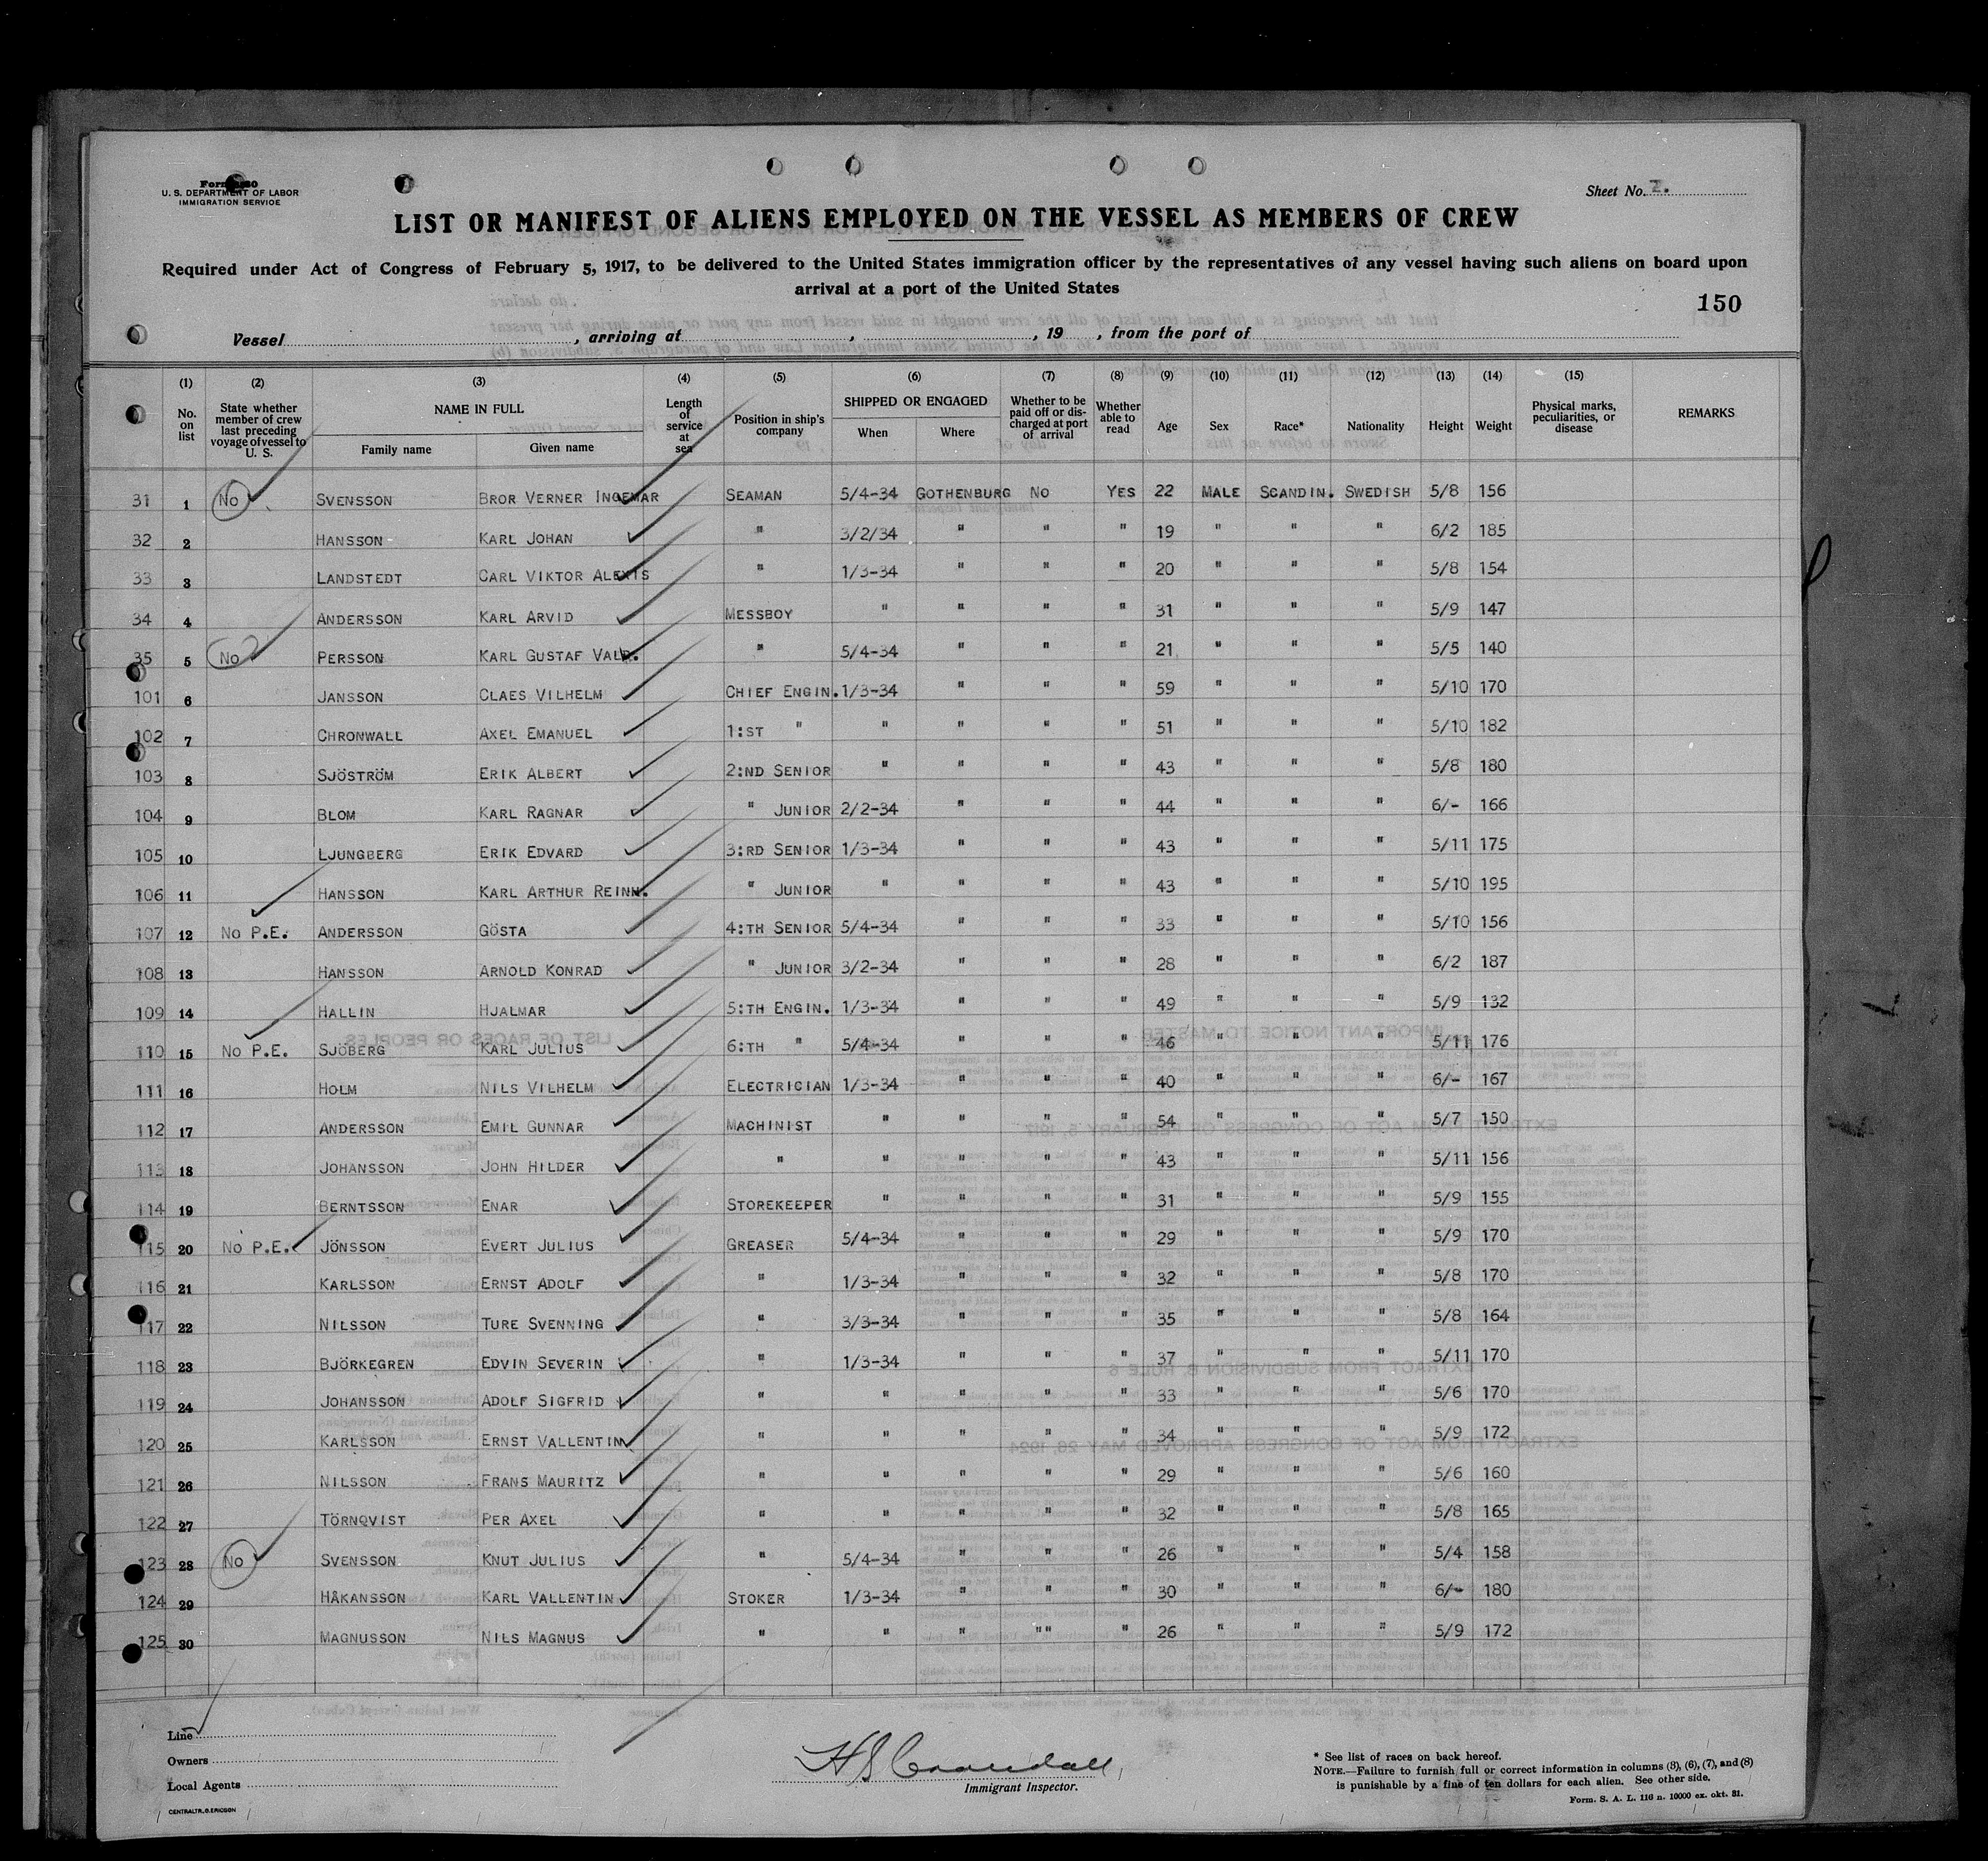 U. S. DEPARTMENT OF LABOR
IMMIGRATION SERVICE
Sheet No. 2.
LIST OR MANIFEST OF ALIENS EMPLOYED ON THE VESSEL AS MEMBERS OF CREW
Required under Act of Congress of February 5, 1917, to be delivered to the United States immigration officer by the representatives of any vessel having such aliens on board upon
arrival at a port of the United States
150
Vessel , arriving at , , 19 , from the port of
(1) (2) (3) (4) (5) (6) (7) (8) (9) (10) (11) (12) (13) (14) (15)
No. on list | State whether member of crew last preceding voyage of vessel to U. S. | NAME IN FULL | Family name | Given name | Length of service at sea | Position in ship's company | SHIPPED OR ENGAGED | When | Where | Whether to be paid off or discharged at port of arrival | Whether able to read | Age | Sex | Race* | Nationality | Height | Weight | Physical marks, peculiarities, or disease | REMARKS
31 1 No SVENSSON BROR VERNER INGEMAR SEAMAN 5/4-34 GOTHENBURG NO YES 22 MALE SCANDIN. SWEDISH 5/8 156
32 2 HANSSON KARL JOHAN " 3/2/34 " " " 19 " " " 6/2 185
33 3 LANDSTEDT CARL VIKTOR ALEXIS " 1/3-34 " " " 20 " " " 5/8 154
34 4 ANDERSSON KARL ARVID MESSBOY " " " " 31 " " " 5/9 147
35 5 No PERSSON KARL GUSTAF VALD. " 5/4-34 " " " 21 " " " 5/5 140
101 6 JANSSON CLAES VILHELM CHIEF ENGIN. 1/3-34 " " " 59 " " " 5/10 170
102 7 CHRONWALL AXEL EMANUEL 1:ST " " " " " 51 " " " 5/10 182
103 8 SJÖSTRÖM ERIK ALBERT 2:ND SENIOR " " " " 43 " " " 5/8 180
104 9 BLOM KARL RAGNAR " JUNIOR 2/2-34 " " " 44 " " " 6/- 166
105 10 LJUNGBERG ERIK EDVARD 3:RD SENIOR 1/3-34 " " " 43 " " " 5/11 175
106 11 HANSSON KARL ARTHUR REINH. " JUNIOR " " " " 43 " " " 5/10 195
107 12 No P.E. ANDERSSON GÖSTA 4:TH SENIOR 5/4-34 " " " 33 " " " 5/10 156
108 13 HANSSON ARNOLD KONRAD " JUNIOR 3/2-34 " " " 28 " " " 6/2 187
109 14 HALLIN HJALMAR 5:TH ENGIN. 1/3-34 " " " 49 " " " 5/9 132
110 15 No P.E. SJÖBERG KARL JULIUS 6:TH " 5/4-34 " " " 46 " " " 5/11 176
111 16 HOLM NILS VILHELM ELECTRICIAN 1/3-34 " " " 40 " " " 6/- 167
112 17 ANDERSSON EMIL GUNNAR MACHINIST " " " " 54 " " " 5/7 150
113 18 JOHANSSON JOHN HILDER " " " " " 43 " " " 5/11 156
114 19 BERNTSSON ENAR STOREKEEPER " " " " 31 " " " 5/9 155
115 20 No P.E. JÖNSSON EVERT JULIUS GREASER 5/4-34 " " " 29 " " " 5/9 170
116 21 KARLSSON ERNST ADOLF " 1/3-34 " " " 32 " " " 5/8 170
117 22 NILSSON TURE SVENNING " 3/3-34 " " " 35 " " " 5/8 164
118 23 BJÖRKEGREN EDVIN SEVERIN " 1/3-34 " " " 37 " " " 5/11 170
119 24 JOHANSSON ADOLF SIGFRID " " " " " 33 " " " 5/6 170
120 25 KARLSSON ERNST VALLENTIN " " " " " 34 " " " 5/9 172
121 26 NILSSON FRANS MAURITZ " " " " " 29 " " " 5/6 160
122 27 TÖRNQVIST PER AXEL " " " " " 32 " " " 5/8 165
123 28 No SVENSSON KNUT JULIUS " 5/4-34 " " " 26 " " " 5/4 158
124 29 HÅKANSSON KARL VALLENTIN STOKER 1/3-34 " " " 30 " " " 6/- 180
125 30 MAGNUSSON NILS MAGNUS " " " "" " 26 " " " 5/9 172
Line
Owners
Local Agents
CENTRALTR. G. ERICSON
Immigrant Inspector.
* See list of races on back hereof.
NOTE.—Failure to furnish full or correct information in columns (3), (6), (7), and (8)
is punishable by a fine of ten dollars for each alien. See other side.
Form. S. A. L. 116 n. 10000 ex. okt. 31.